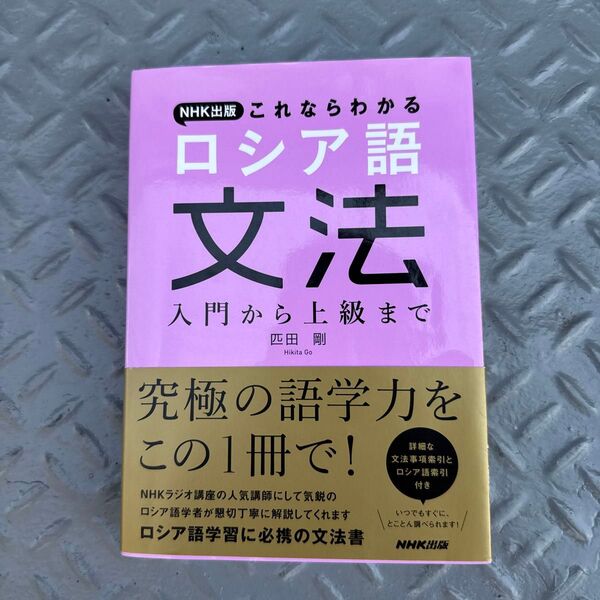 NHK出版 これならわかる
ロシア語
文法
入門から上級まで
匹田 剛
Hikita Go
究極の語学力を
この1冊で!
NHKラジオ講座の人気講師にして気鋭の
ロシア語学者が懇切丁寧に解説してくれます
ロシア語学習に必携の文法書
詳細な
文法事項索引と
ロシア語索引
付き
いつでもすぐに、
とことん調べられます!
NHK出版